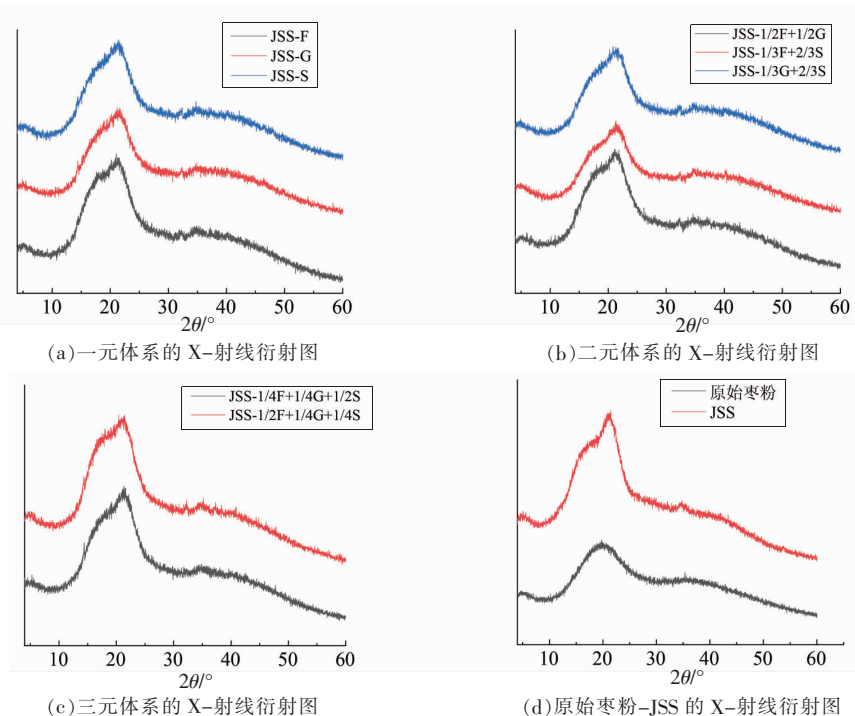 JSS-F
JSS-G
JSS-S
10 20 30 40 50 60
2θ/°
(a)一元体系的 X-射线衍射图
JSS-1/2F+1/2G
JSS-1/3F+2/3S
JSS-1/3G+2/3S
10 20 30 40 50 60
2θ/°
(b)二元体系的 X-射线衍射图
JSS-1/4F+1/4G+1/2S
JSS-1/2F+1/4G+1/4S
10 20 30 40 50 60
2θ/°
(c)三元体系的 X-射线衍射图
原始枣粉
JSS
10 20 30 40 50 60
2θ/°
(d)原始枣粉-JSS 的 X-射线衍射图